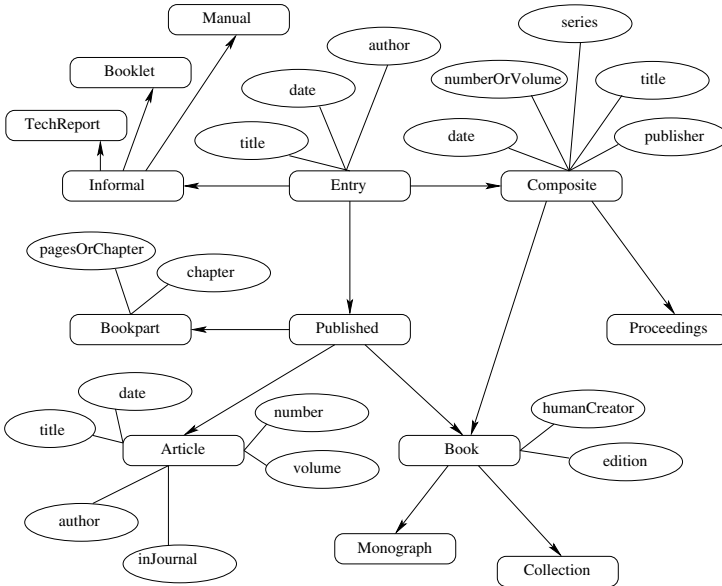 Manual
series
author
Booklet
numberOrVolume
title
date
TechReport
date
publisher
title
Informal
Entry
Composite
pagesOrChapter
chapter
Bookpart
Published
Proceedings
date
number
humanCreator
title
Article
Book
volume
edition
author
inJournal
Monograph
Collection